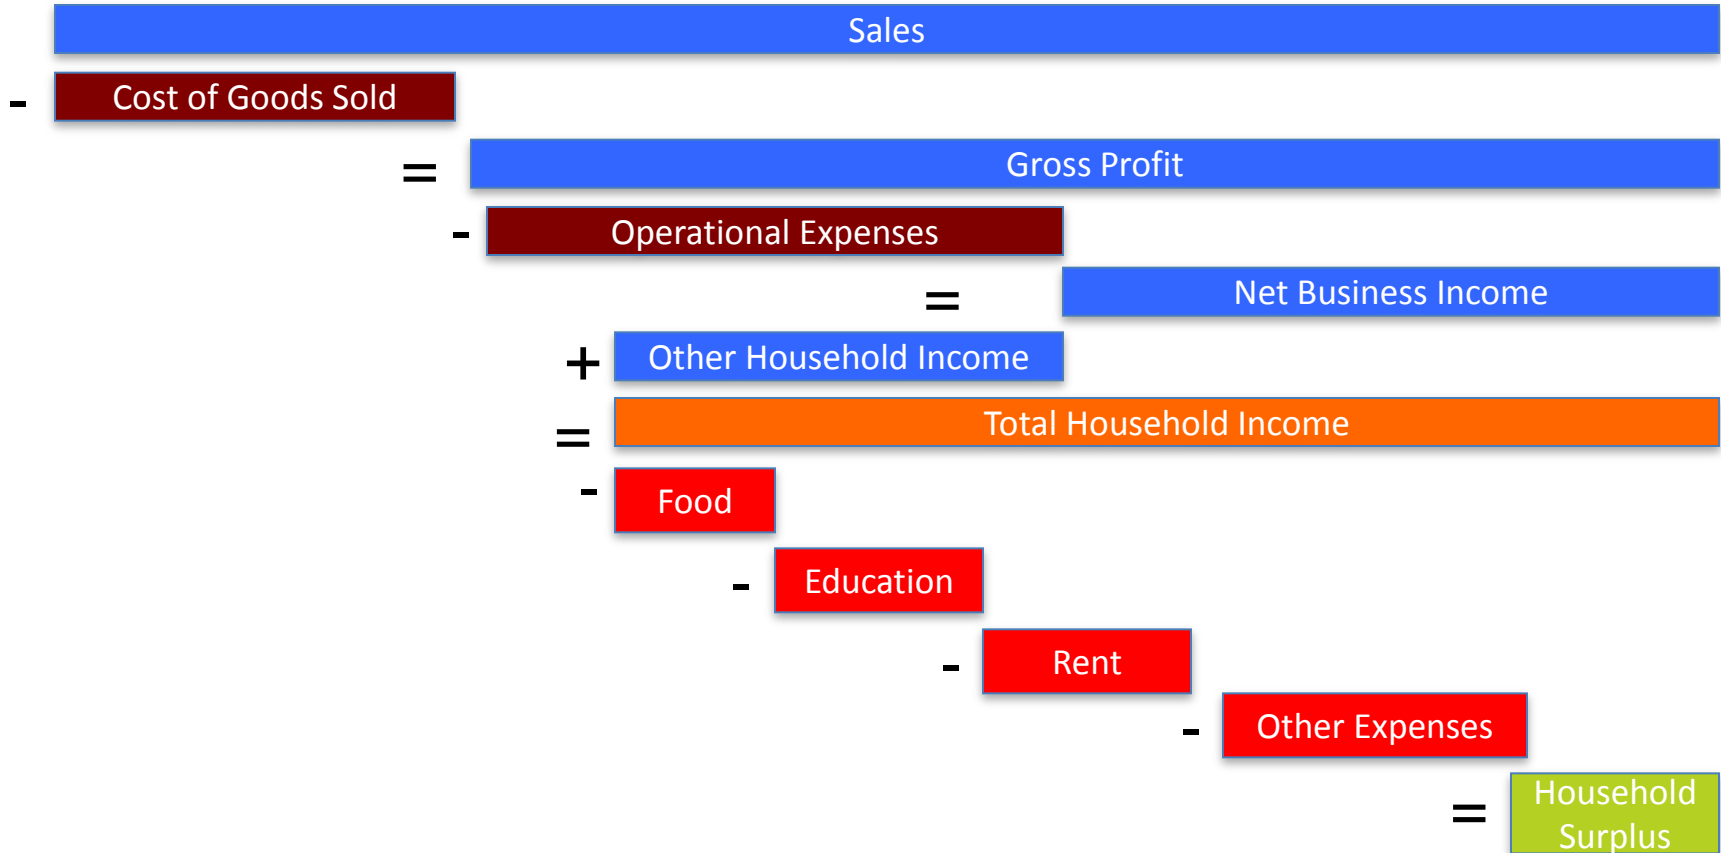 Sales
- Cost of Goods Sold
= Gross Profit
- Operational Expenses
= Net Business Income
+ Other Household Income
= Total Household Income
- Food
- Education
- Rent
- Other Expenses
= Household
Surplus